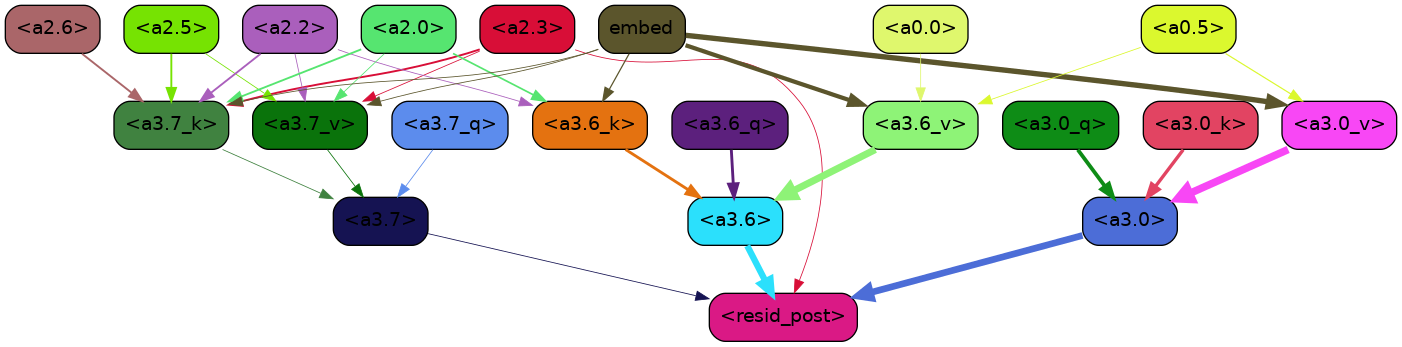 <a2.6> <a2.5> <a2.2> <a2.0> <a2.3> embed <a0.0> <a0.5>
<a3.7_k> <a3.7_v> <a3.7_q> <a3.6_k> <a3.6_q> <a3.6_v> <a3.0_q> <a3.0_k> <a3.0_v>
<a3.7> <a3.6> <a3.0>
<resid_post>